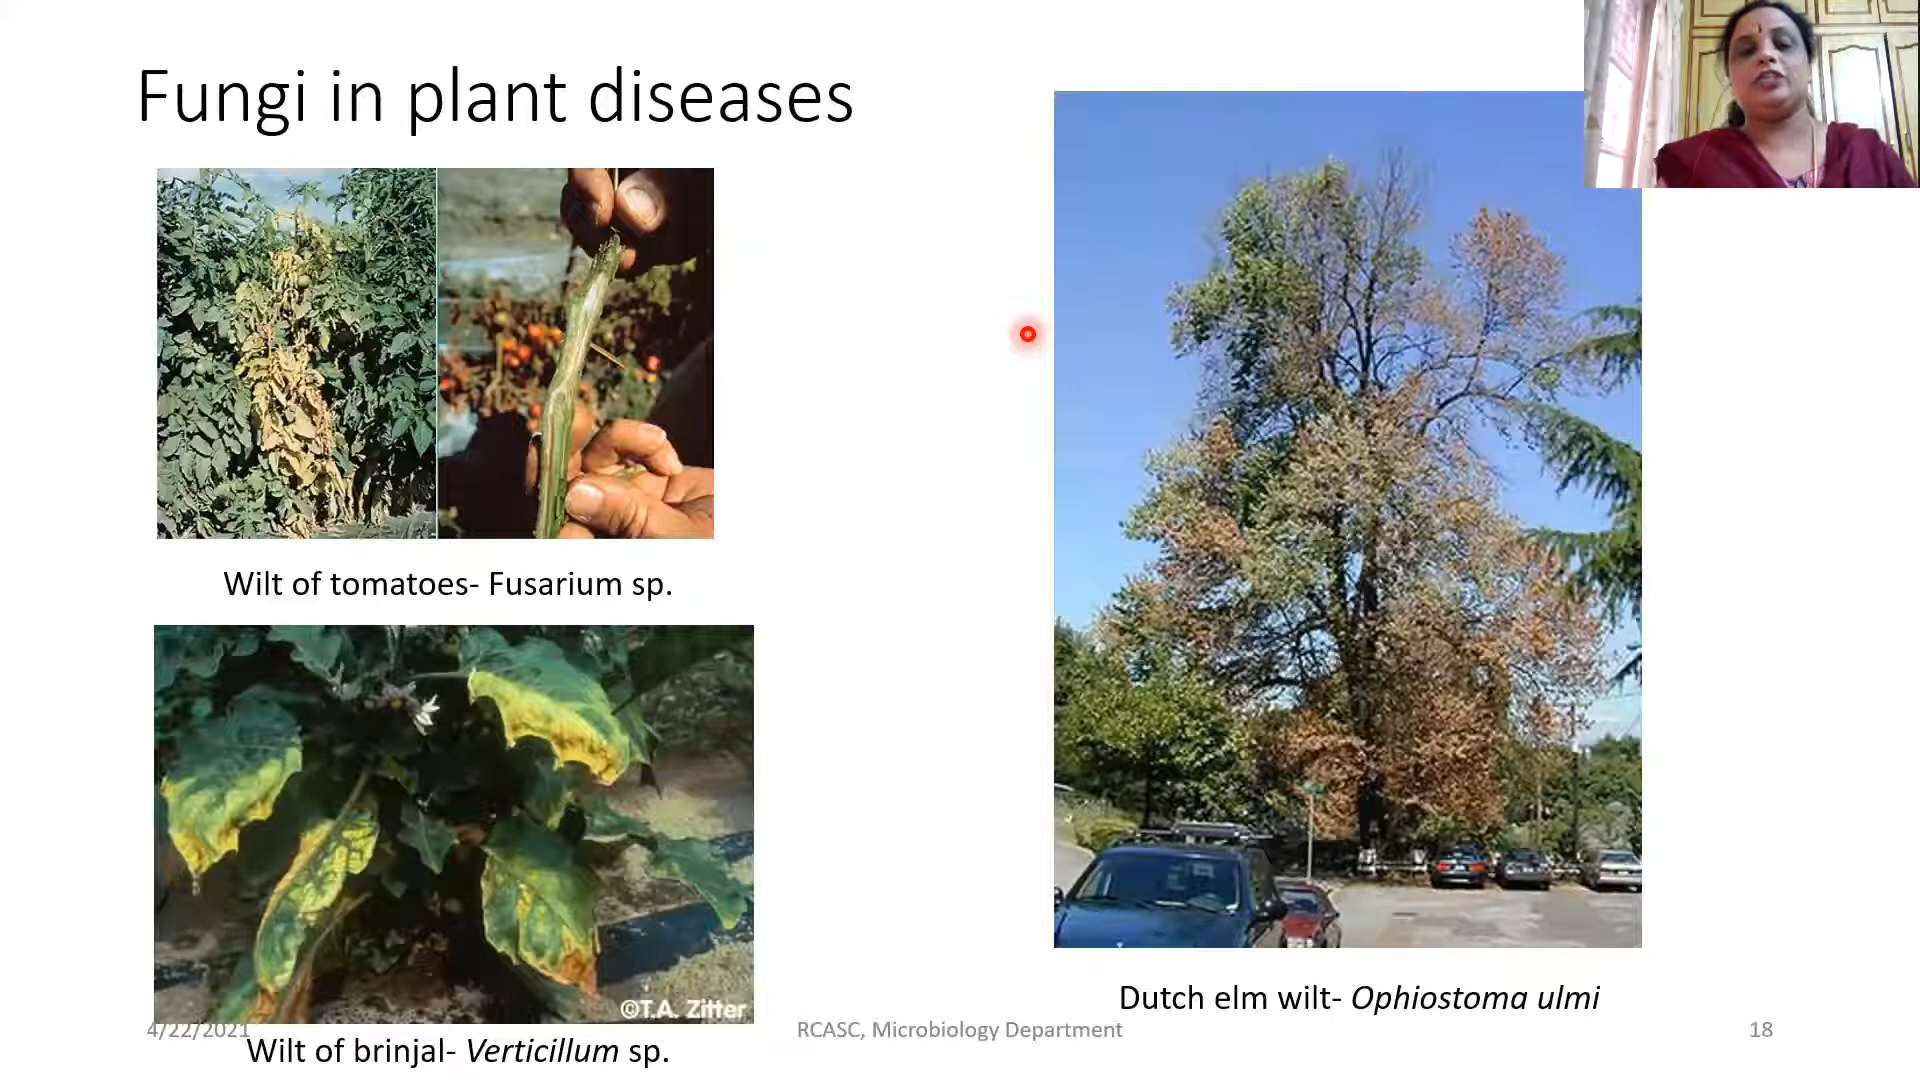 Fungi in plant diseases
Wilt of tomatoes- Fusarium sp.
©T.A. Zitter
Wilt of brinjal- Verticillum sp.
Dutch elm wilt- Ophiostoma ulmi
4/22/2021
RCASC, Microbiology Department
18